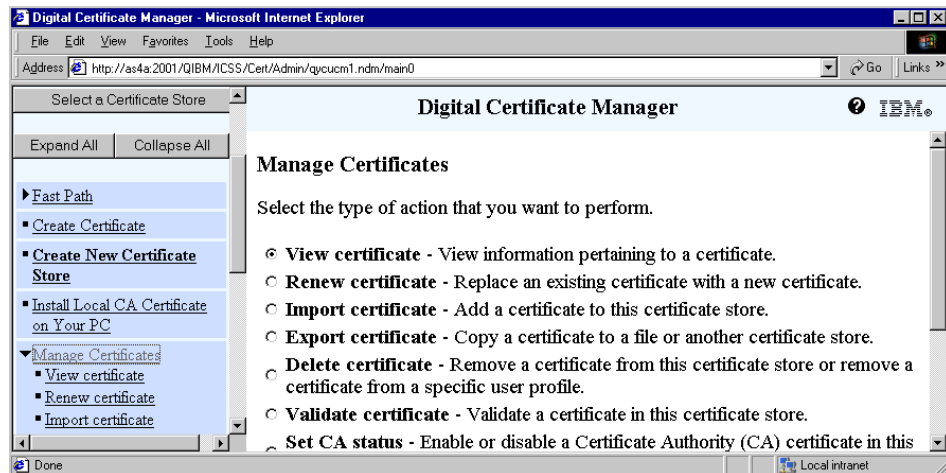 Digital Certificate Manager - Microsoft Internet Explorer
File Edit View Favorites Tools Help
Address http://as4a:2001/QIBM/ICSS/Cert/Admin/qycucm1.ndm/main0 Go Links »
Select a Certificate Store
Expand All Collapse All
Fast Path
Create Certificate
Create New Certificate
Store
Install Local CA Certificate
on Your PC
Manage Certificates
View certificate
Renew certificate
Import certificate
Digital Certificate Manager
IBM®
Manage Certificates
Select the type of action that you want to perform.
View certificate - View information pertaining to a certificate.
Renew certificate - Replace an existing certificate with a new certificate.
Import certificate - Add a certificate to this certificate store.
Export certificate - Copy a certificate to a file or another certificate store.
Delete certificate - Remove a certificate from this certificate store or remove a
certificate from a specific user profile.
Validate certificate - Validate a certificate in this certificate store.
Set CA status - Enable or disable a Certificate Authority (CA) certificate in this
Done
Local intranet